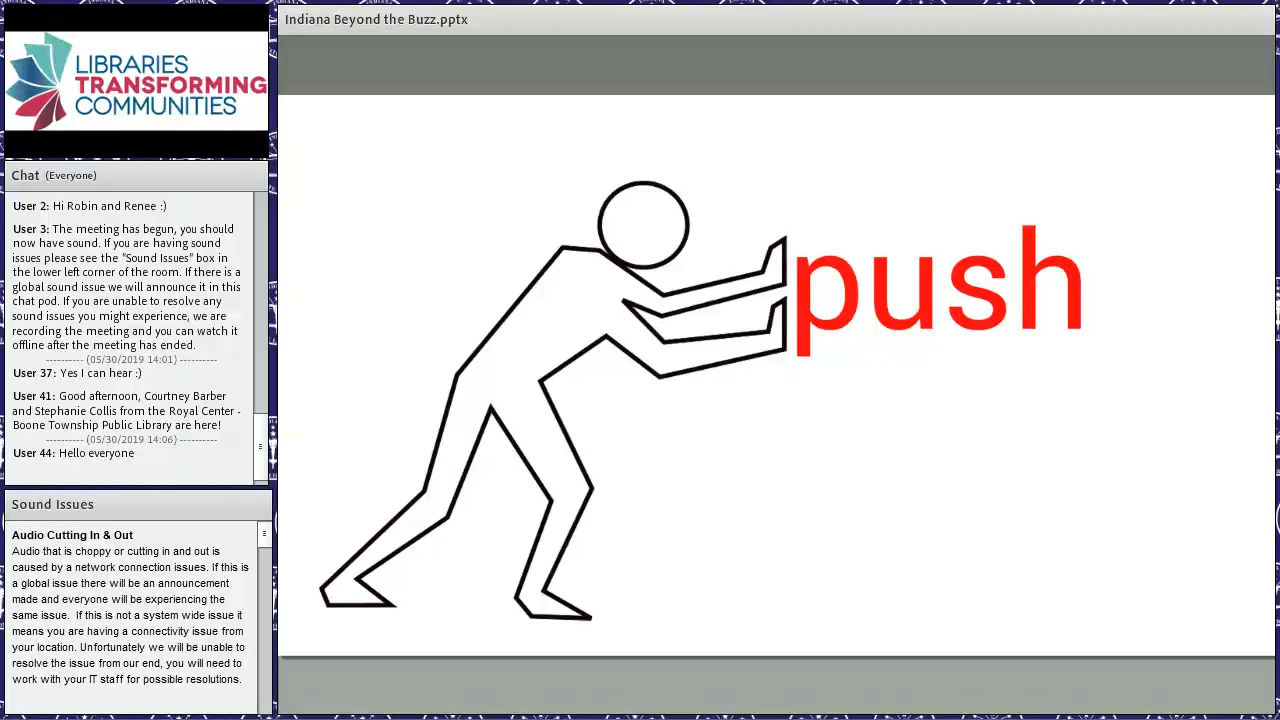 Indiana Beyond the Buzz.pptx
LIBRARIES
TRANSFORMING
COMMUNITIES
Chat (Everyone)
User 2: Hi Robin and Renee :)
User 3: The meeting has begun, you should
now have sound. If you are having sound
issues please see the "Sound Issues" box in
the lower left corner of the room. If there is a
global sound issue we will announce it in this
chat pod. If you are unable to resolve any
sound issues you might experience, we are
recording the meeting and you can watch it
offline after the meeting has ended.
---------- (05/30/2019 14:01) ----------
User 37: Yes I can hear :)
User 41: Good afternoon, Courtney Barber
and Stephanie Collis from the Royal Center -
Boone Township Public Library are here!
---------- (05/30/2019 14:06) ----------
User 44: Hello everyone
Sound Issues
Audio Cutting In & Out
Audio that is choppy or cutting in and out is
caused by a network connection issues. If this is
a global issue there will be an announcement
made and everyone will be experiencing the
same issue. If this is not a system wide issue it
means you are having a connectivity issue from
your location. Unfortunately we will be unable to
resolve the issue from our end, you will need to
work with your IT staff for possible resolutions.
push